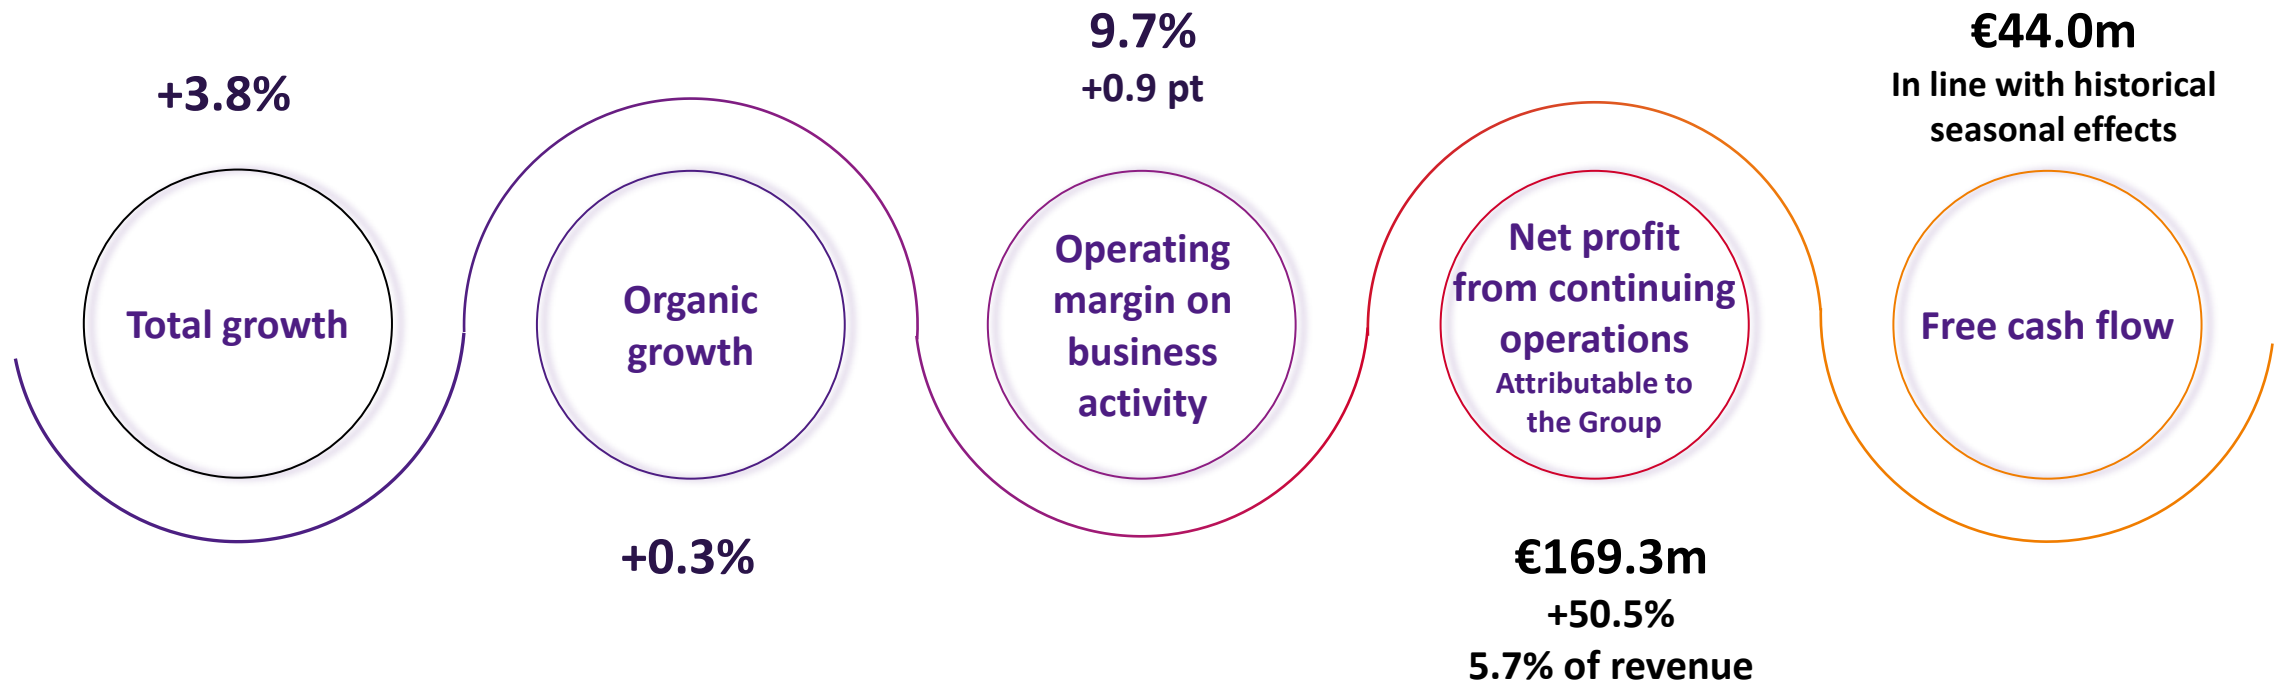 +3.8%
Total growth
Organic
growth
+0.3%
9.7%
+0.9 pt
Operating
margin on
business
activity
Net profit
from continuing
operations
Attributable to
the Group
€169.3m
+50.5%
5.7% of revenue
€44.0m
In line with historical
seasonal effects
Free cash flow